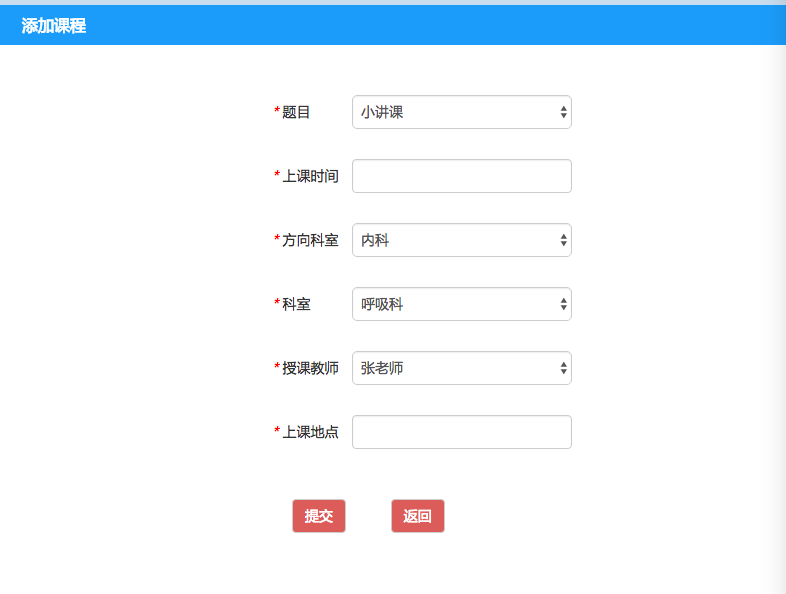 添加课程
*题目 小讲课
*上课时间
*方向科室 内科
*科室 呼吸科
*授课教师 张老师
*上课地点
提交 返回